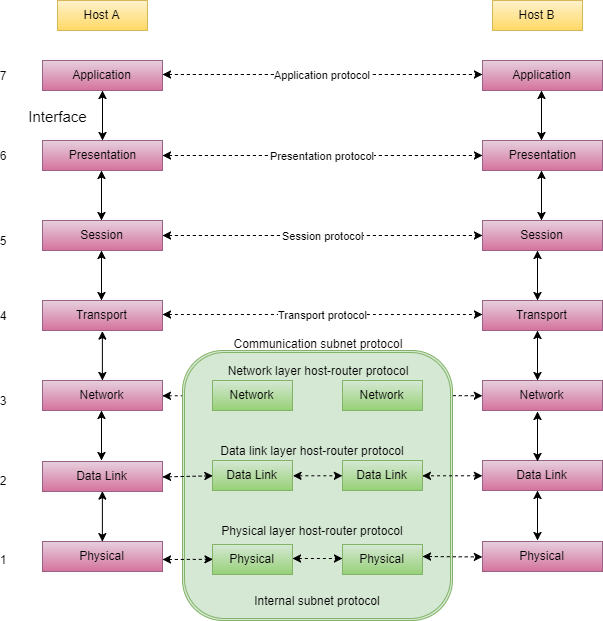 Host A
Host B
7
Application
Application protocol
Application
Interface
6
Presentation
Presentation protocol
Presentation
5
Session
Session protocol
Session
4
Transport
Transport protocol
Transport
Communication subnet protocol
Network layer host-router protocol
3
Network
Network
Network
Network
Data link layer host-router protocol
2
Data Link
Data Link
Data Link
Data Link
Physical layer host-router protocol
1
Physical
Physical
Physical
Physical
Internal subnet protocol